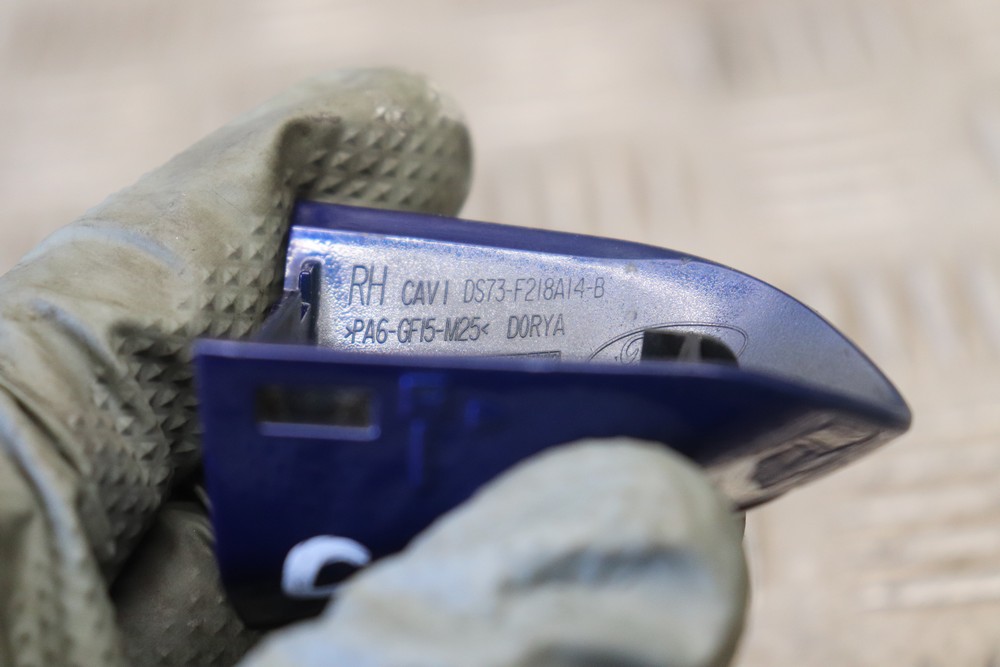 RH CAV1 DS73-F218A14-B
>PA6-GF15-M25< DORYA